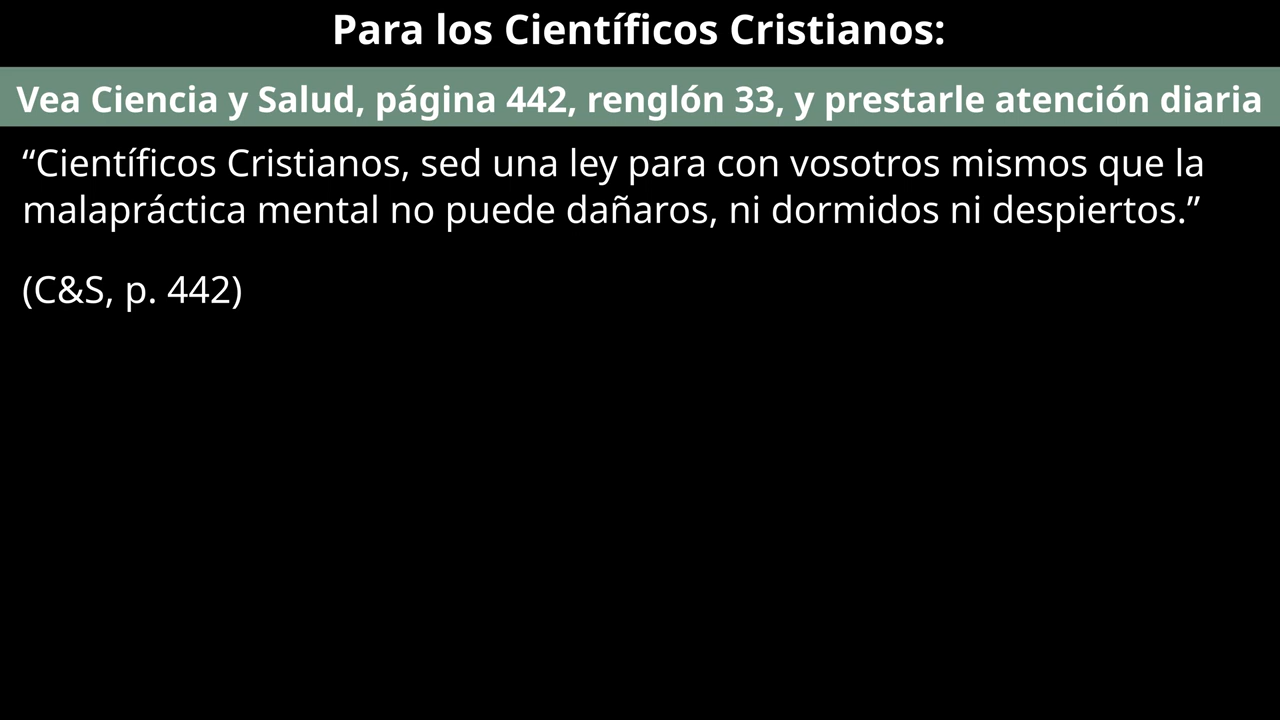 Para los Científicos Cristianos:
Vea Ciencia y Salud, página 442, renglón 33, y prestarle atención diaria
“Científicos Cristianos, sed una ley para con vosotros mismos que la
malapráctica mental no puede dañaros, ni dormidos ni despiertos.”
(C&S, p. 442)